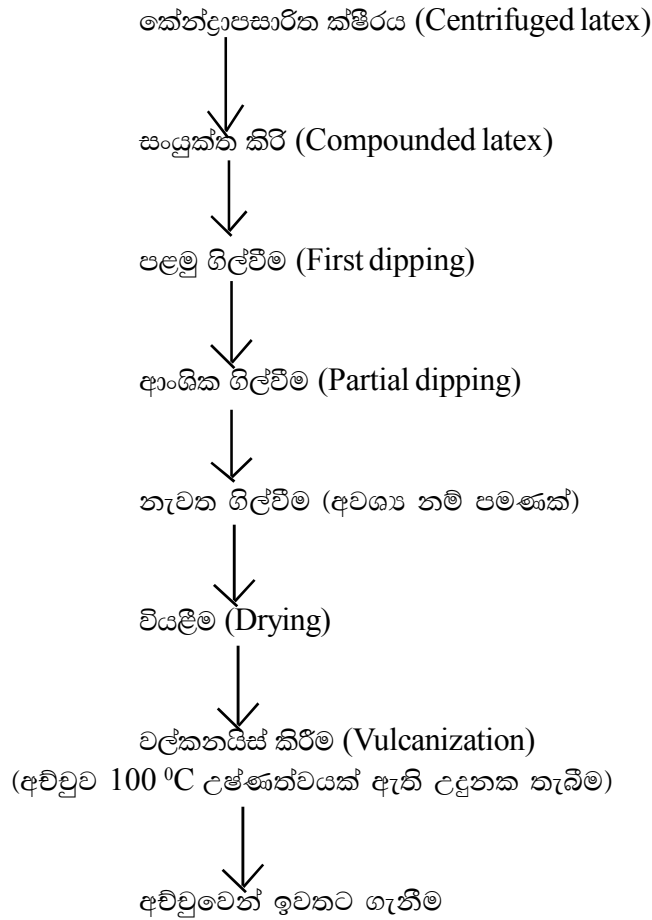 කේන්ද්‍රාපසාරිත ක්ෂීරය (Centrifuged latex)
සංයුක්ත කිරි (Compounded latex)
පළමු ගිල්වීම (First dipping)
ආංශික ගිල්වීම (Partial dipping)
නැවත ගිල්වීම (අවශ්‍ය නම් පමණක්)
වියළීම (Drying)
වල්කනයිස් කිරීම (Vulcanization)
(අච්චුව 100 ⁰C උෂ්ණත්වයක් ඇති උදුනක තැබීම)
අච්චුවෙන් ඉවතට ගැනීම